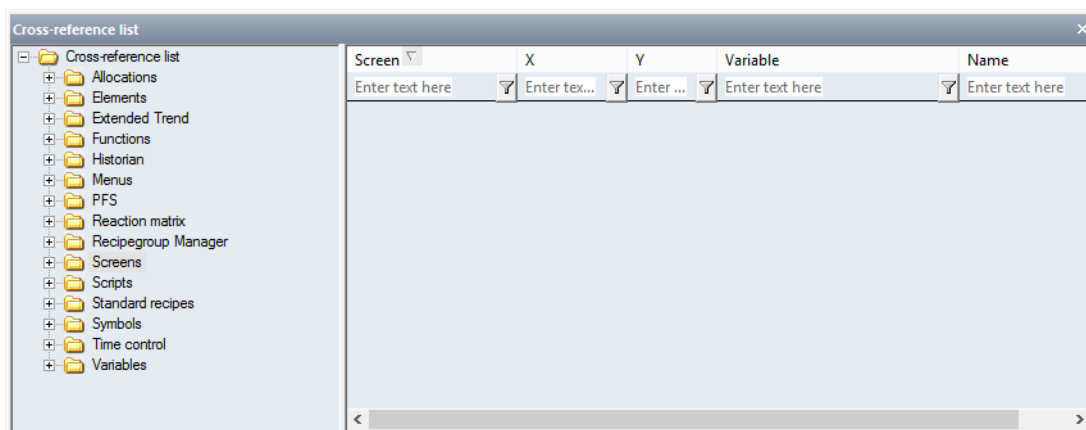 Cross-reference list
Cross-reference list
Allocations
Elements
Extended Trend
Functions
Historian
Menus
PFS
Reaction matrix
Recipegroup Manager
Screens
Scripts
Standard recipes
Symbols
Time control
Variables
Screen X Y Variable Name
Enter text here Enter tex... Enter ... Enter text here Enter text here